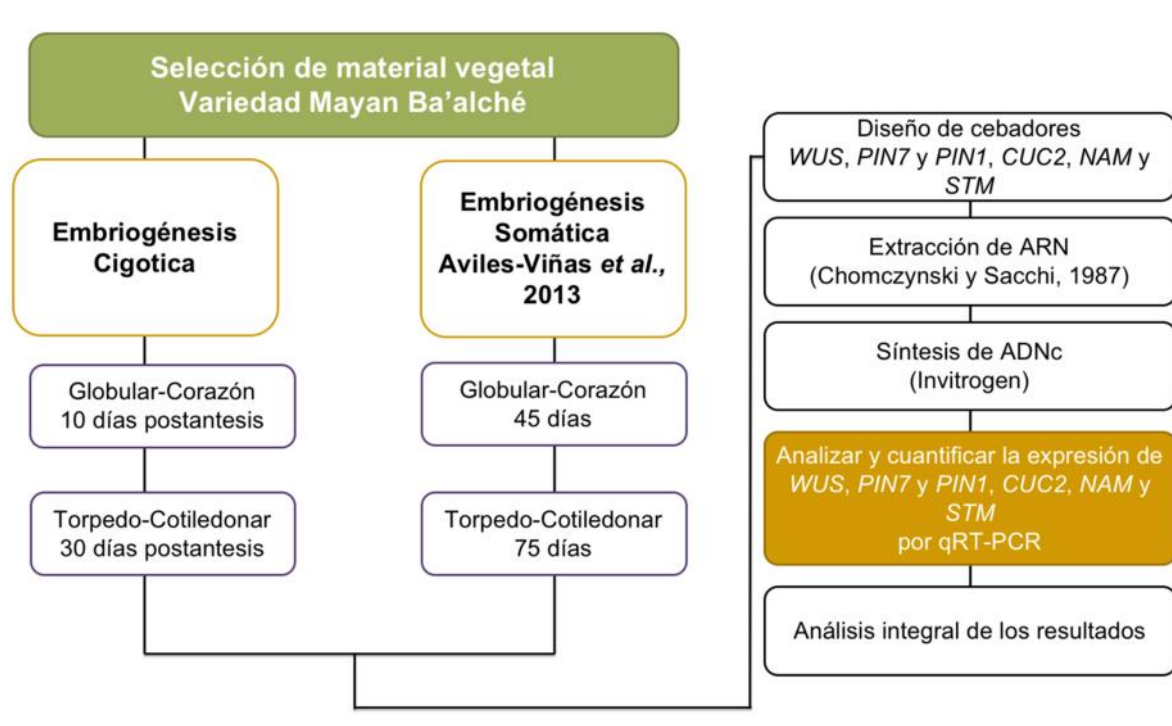 Selección de material vegetal
Variedad Mayan Ba’alché
Embriogénesis
Cigotica
Globular-Corazón
10 días postantesis
Torpedo-Cotiledonar
30 días postantesis
Embriogénesis
Somática
Aviles-Viñas et al.,
2013
Globular-Corazón
45 días
Torpedo-Cotiledonar
75 días
Diseño de cebadores
WUS, PIN7 y PIN1, CUC2, NAM y
STM
Extracción de ARN
(Chomczynski y Sacchi, 1987)
Síntesis de ADNc
(Invitrogen)
Analizar y cuantificar la expresión de
WUS, PIN7 y PIN1, CUC2, NAM y
STM
por qRT-PCR
Análisis integral de los resultados